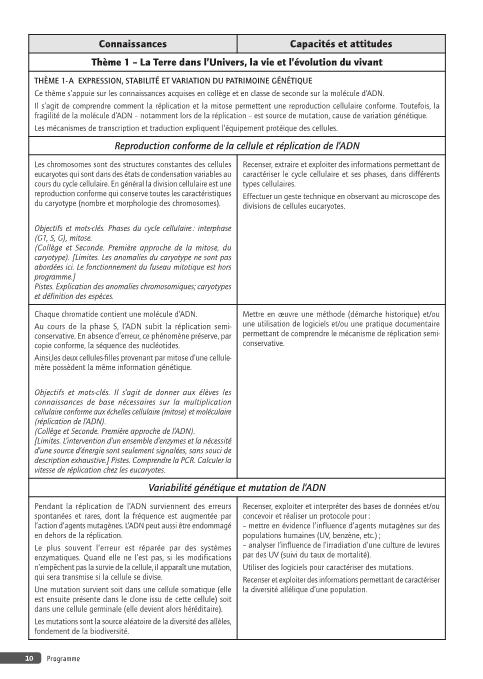 Connaissances
Capacités et attitudes
Thème 1 – La Terre dans l'Univers, la vie et l'évolution du vivant
THÈME 1-A EXPRESSION, STABILITÉ ET VARIATION DU PATRIMOINE GÉNÉTIQUE
Ce thème s'appuie sur les connaissances acquises en collège et en classe de seconde sur la molécule d'ADN.
Il s'agit de comprendre comment la réplication et la mitose permettent une reproduction cellulaire conforme. Toutefois, la
fragilité de la molécule d'ADN - notamment lors de la réplication - est source de mutation, cause de variation génétique.
Les mécanismes de transcription et traduction expliquent l'équipement protéique des cellules.
Reproduction conforme de la cellule et réplication de l'ADN
Les chromosomes sont des structures constantes des cellules
eucaryotes qui sont dans des états de condensation variables au
cours du cycle cellulaire. En général la division cellulaire est une
reproduction conforme qui conserve toutes les caractéristiques
du caryotype (nombre et morphologie des chromosomes).
Objectifs et mots-clés. Phases du cycle cellulaire : interphase
(G1, S, G), mitose.
(Collège et Seconde. Première approche de la mitose, du
caryotype). [Limites. Les anomalies du caryotype ne sont pas
abordées ici. Le fonctionnement du fuseau mitotique est hors
programme.]
Pistes. Explication des anomalies chromosomiques; caryotypes
et définition des espèces.
Recenser, extraire et exploiter des informations permettant de
caractériser le cycle cellulaire et ses phases, dans différents
types cellulaires.
Effectuer un geste technique en observant au microscope des
divisions de cellules eucaryotes.
Chaque chromatide contient une molécule d'ADN.
Au cours de la phase S, l'ADN subit la réplication semi-
conservative. En absence d'erreur, ce phénomène préserve, par
copie conforme, la séquence des nucléotides.
Ainsi,les deux cellules-filles provenant par mitose d'une cellule-
mère possèdent la même information génétique.
Objectifs et mots-clés. Il s'agit de donner aux élèves les
connaissances de base nécessaires sur la multiplication
cellulaire conforme aux échelles cellulaire (mitose) et moléculaire
(réplication de l'ADN).
(Collège et Seconde. Première approche de l'ADN).
[Limites. L'intervention d'un ensemble d'enzymes et la nécessité
d'une source d'énergie sont seulement signalées, sans souci de
description exhaustive.] Pistes. Comprendre la PCR. Calculer la
vitesse de réplication chez les eucaryotes.
Mettre en œuvre une méthode (démarche historique) et/ou
une utilisation de logiciels et/ou une pratique documentaire
permettant de comprendre le mécanisme de réplication semi-
conservative.
Variabilité génétique et mutation de l'ADN
Pendant la réplication de l'ADN surviennent des erreurs
spontanées et rares, dont la fréquence est augmentée par
l'action d'agents mutagènes. L'ADN peut aussi être endommagé
en dehors de la réplication.
Le plus souvent l'erreur est réparée par des systèmes
enzymatiques. Quand elle ne l'est pas, si les modifications
n'empêchent pas la survie de la cellule, il apparaît une mutation,
qui sera transmise si la cellule se divise.
Une mutation survient soit dans une cellule somatique (elle
est ensuite présente dans le clone issu de cette cellule) soit
dans une cellule germinale (elle devient alors héréditaire).
Les mutations sont la source aléatoire de la diversité des allèles,
fondement de la biodiversité.
Recenser, exploiter et interpréter des bases de données et/ou
concevoir et réaliser un protocole pour :
– mettre en évidence l'influence d'agents mutagènes sur des
populations humaines (UV, benzène, etc.) ;
– analyser l'influence de l'irradiation d'une culture de levures
par des UV (suivi du taux de mortalité).
Utiliser des logiciels pour caractériser des mutations.
Recenser et exploiter des informations permettant de caractériser
la diversité allélique d'une population.
10 Programme